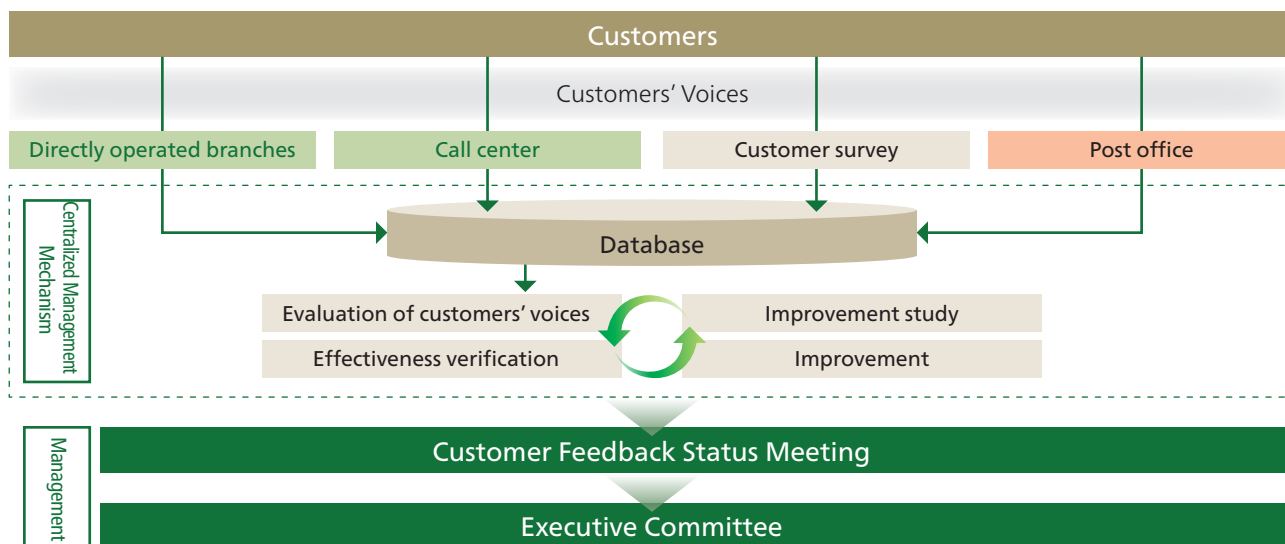 Customers
Customers’ Voices
Directly operated branches
Call center
Customer survey
Post office
Centralized Management
Mechanism
Database
Evaluation of customers’ voices
Improvement study
Effectiveness verification
Improvement
Management
Customer Feedback Status Meeting
Executive Committee